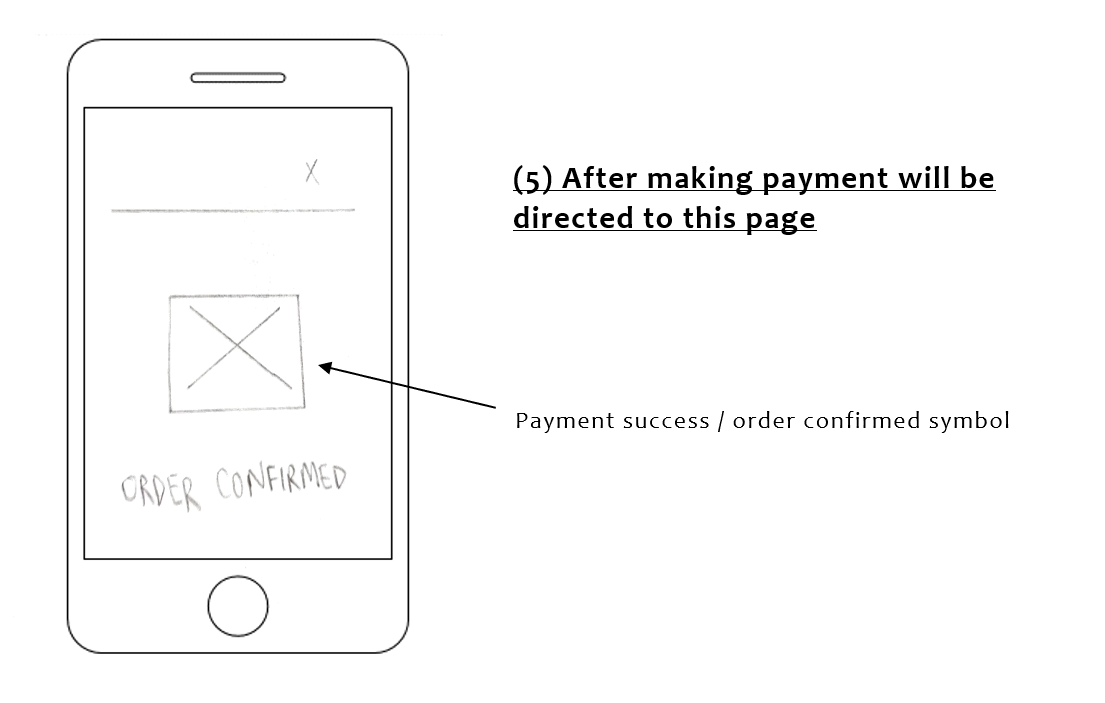 X
(5) After making payment will be
directed to this page
Payment success / order confirmed symbol
ORDER CONFIRMED